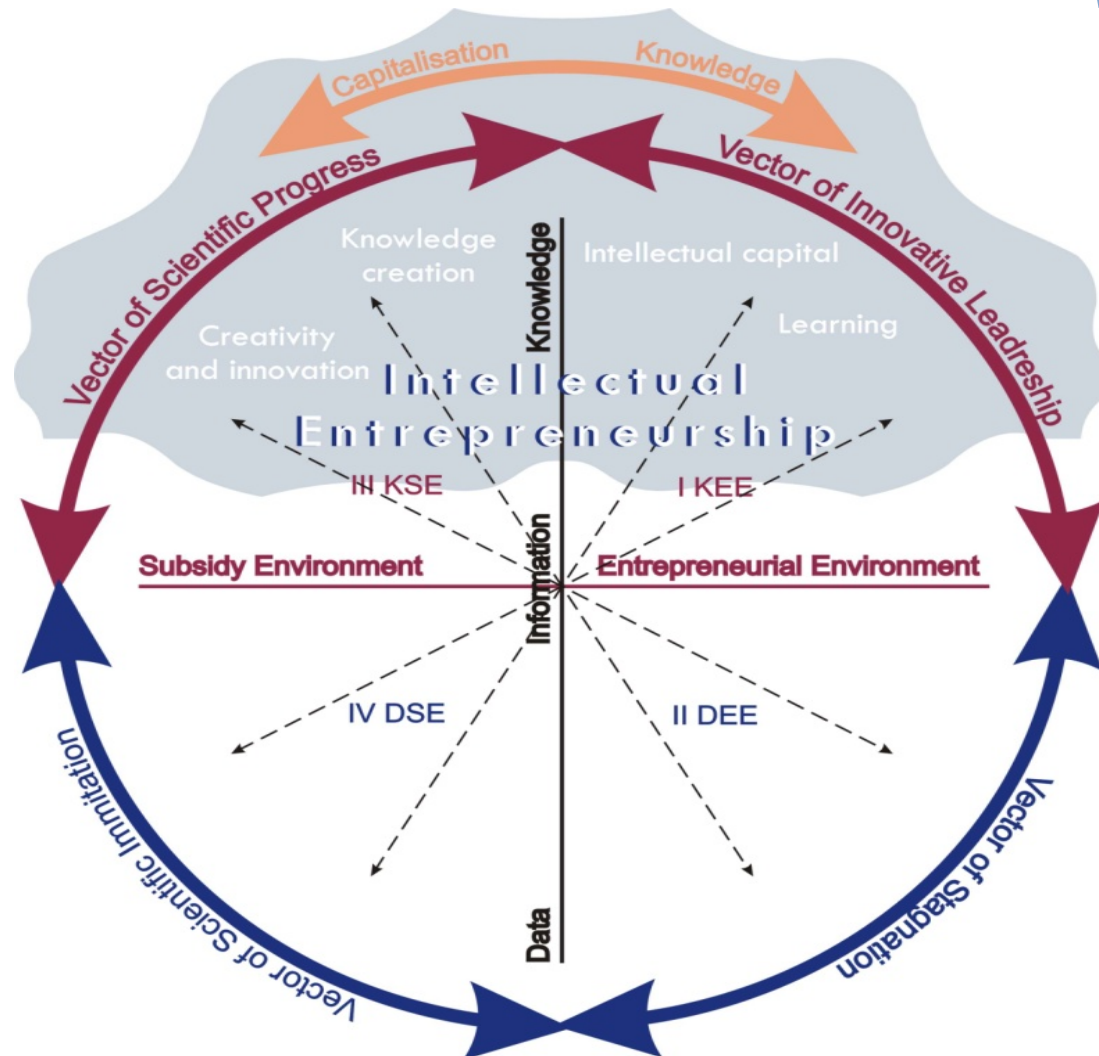 Capitalisation
Knowledge
Vector of Scientific Progress
Vector of Innovative Leadreship
Knowledge
creation
Intellectual capital
Knowledge
Creativity
and innovation
Learning
Intellectual
Entrepreneurship
III KSE
I KEE
Subsidy Environment
Entrepreneurial Environment
Information
IV DSE
II DEE
Data
Vector of Scientific Immitation
Vector of Stagnation